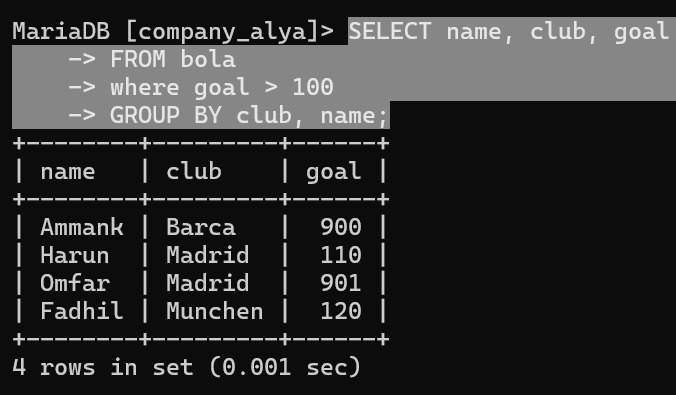 MariaDB [company_alya]> SELECT name, club, goal
    -> FROM bola
    -> where goal > 100
    -> GROUP BY club, name;
+--------+---------+------+
| name   | club    | goal |
+--------+---------+------+
| Ammank | Barca   |  900 |
| Harun  | Madrid  |  110 |
| Omfar  | Madrid  |  901 |
| Fadhil | Munchen |  120 |
+--------+---------+------+
4 rows in set (0.001 sec)